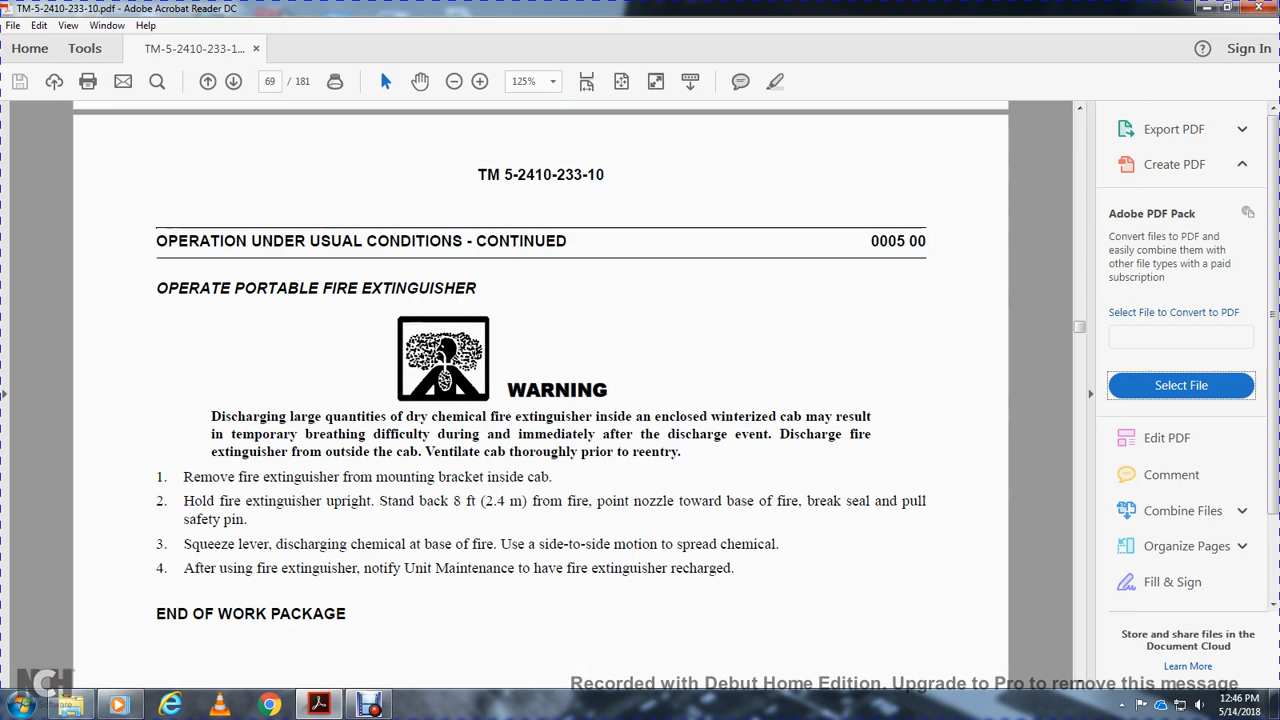 TM-5-2410-233-10.pdf - Adobe Acrobat Reader DC
File Edit View Window Help
Home Tools TM-5-2410-233-1... × Sign In
69 / 181 125%
TM 5-2410-233-10
OPERATION UNDER USUAL CONDITIONS - CONTINUED 0005 00
OPERATE PORTABLE FIRE EXTINGUISHER
WARNING
Discharging large quantities of dry chemical fire extinguisher inside an enclosed winterized cab may result
in temporary breathing difficulty during and immediately after the discharge event. Discharge fire
extinguisher from outside the cab. Ventilate cab thoroughly prior to reentry.
1. Remove fire extinguisher from mounting bracket inside cab.
2. Hold fire extinguisher upright. Stand back 8 ft (2.4 m) from fire, point nozzle toward base of fire, break seal and pull
safety pin.
3. Squeeze lever, discharging chemical at base of fire. Use a side-to-side motion to spread chemical.
4. After using fire extinguisher, notify Unit Maintenance to have fire extinguisher recharged.
END OF WORK PACKAGE
Export PDF
Create PDF
Adobe PDF Pack
Convert files to PDF and
easily combine them with
other file types with a paid
subscription
Select File to Convert to PDF
Select File
Edit PDF
Comment
Combine Files
Organize Pages
Fill & Sign
Store and share files in the
Document Cloud
Learn More
NCH
Software
Recorded with Debut Home Edition, Upgrade to Pro to remove this message
12:46 PM
5/14/2018